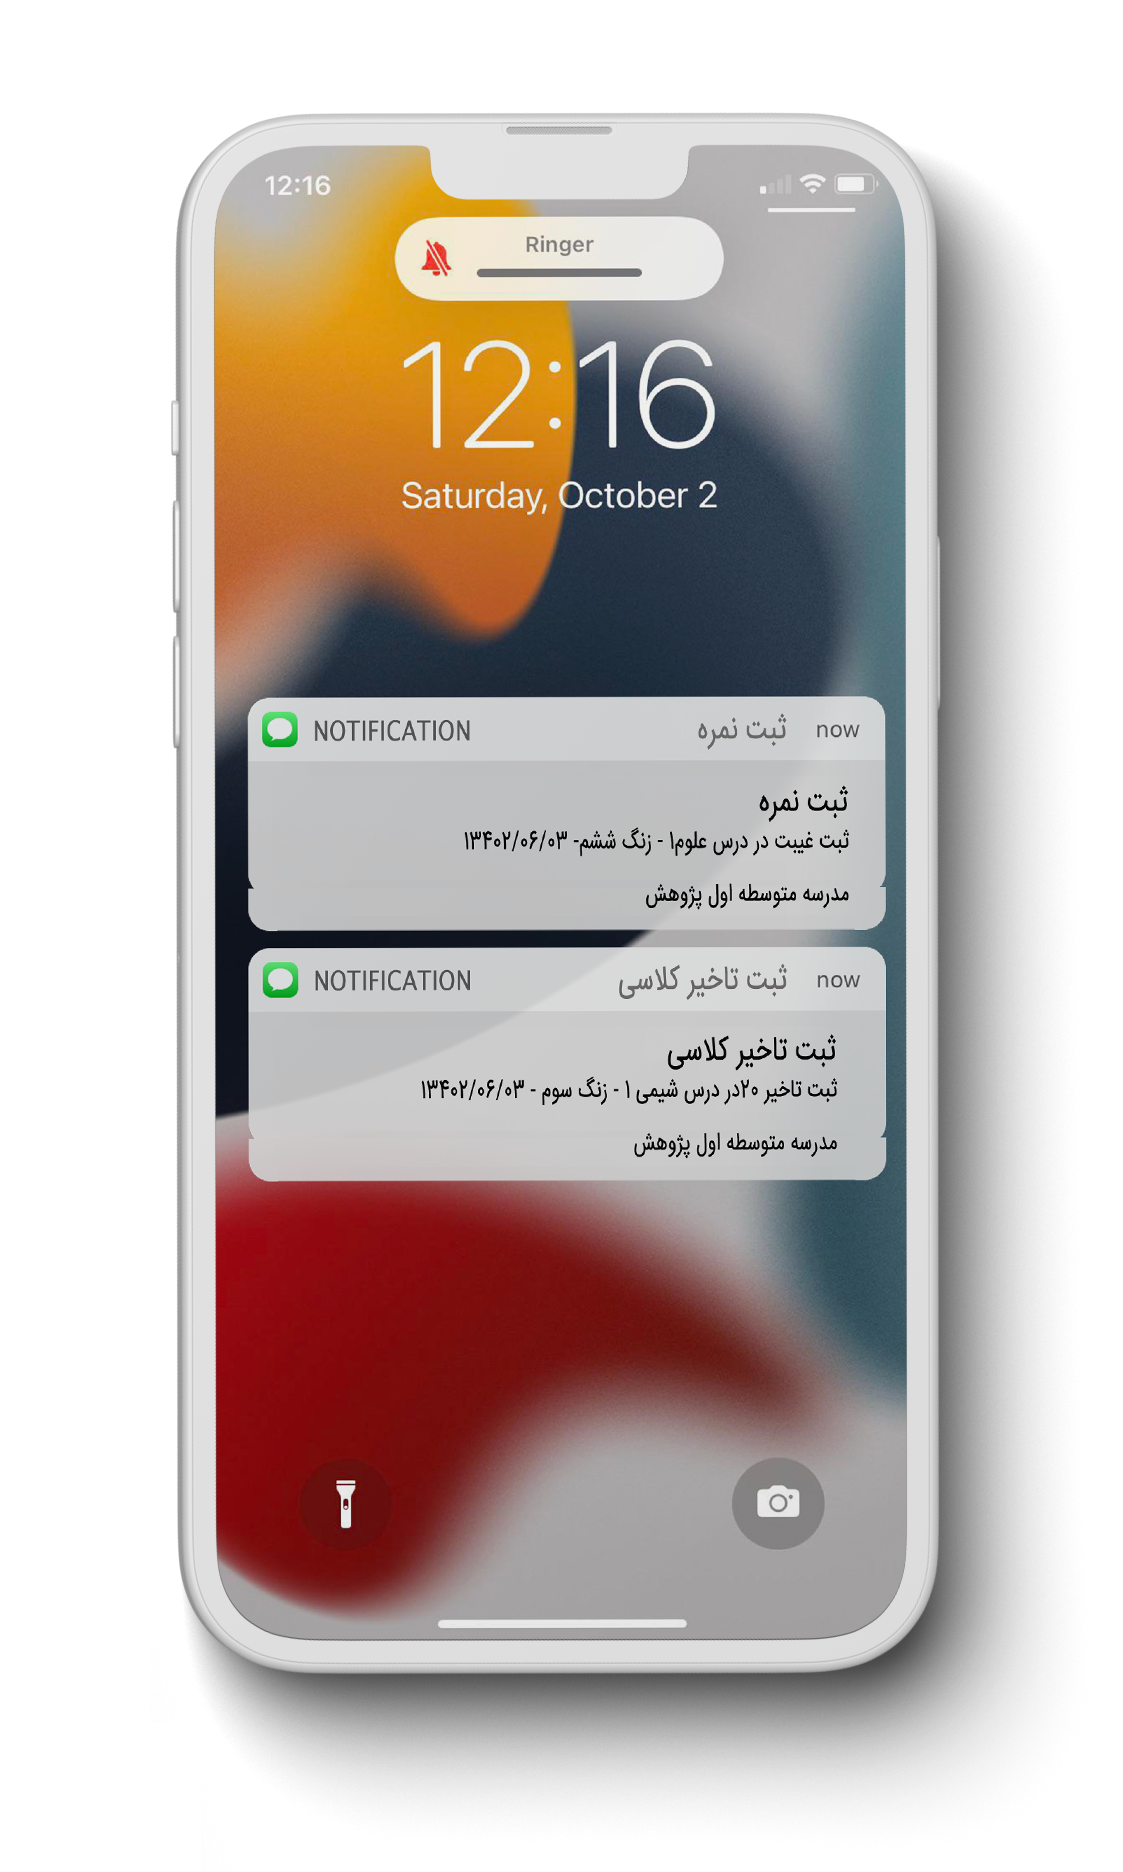 12:16
Ringer
12:16
Saturday, October 2
NOTIFICATION ثبت نمره now
ثبت نمره
ثبت غیبت در درس علوم۱ - زنگ ششم- ۱۳۴۰۲/۰۶/۰۳
مدرسه متوسطه اول پژوهش
NOTIFICATION ثبت تاخیر کلاسی now
ثبت تاخیر کلاسی
ثبت تاخیر ۲۰در درس شیمی ۱ - زنگ سوم - ۱۳۴۰۲/۰۶/۰۳
مدرسه متوسطه اول پژوهش